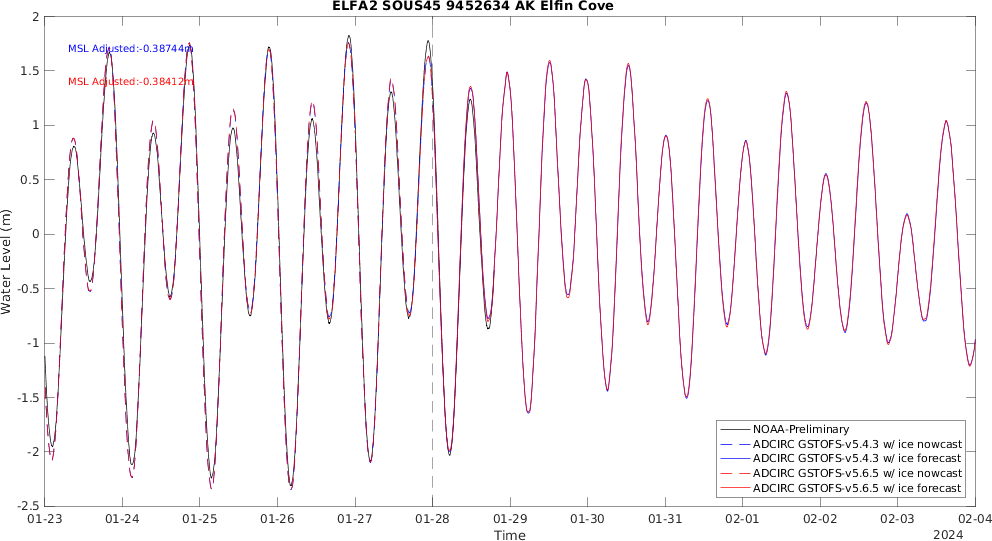 ELFA2 SOUS45 9452634 AK Elfin Cove
2
MSL Adjusted:-0.38744m
1.5
MSL Adjusted:-0.38412m
1
0.5
0
-0.5
-1
-1.5
-2
-2.5
Water Level (m)
NOAA-Preliminary
ADCIRC GSTOFS-v5.4.3 w/ ice nowcast
ADCIRC GSTOFS-v5.4.3 w/ ice forecast
ADCIRC GSTOFS-v5.6.5 w/ ice nowcast
ADCIRC GSTOFS-v5.6.5 w/ ice forecast
01-23 01-24 01-25 01-26 01-27 01-28 01-29 01-30 01-31 02-01 02-02 02-03 02-04
Time
2024